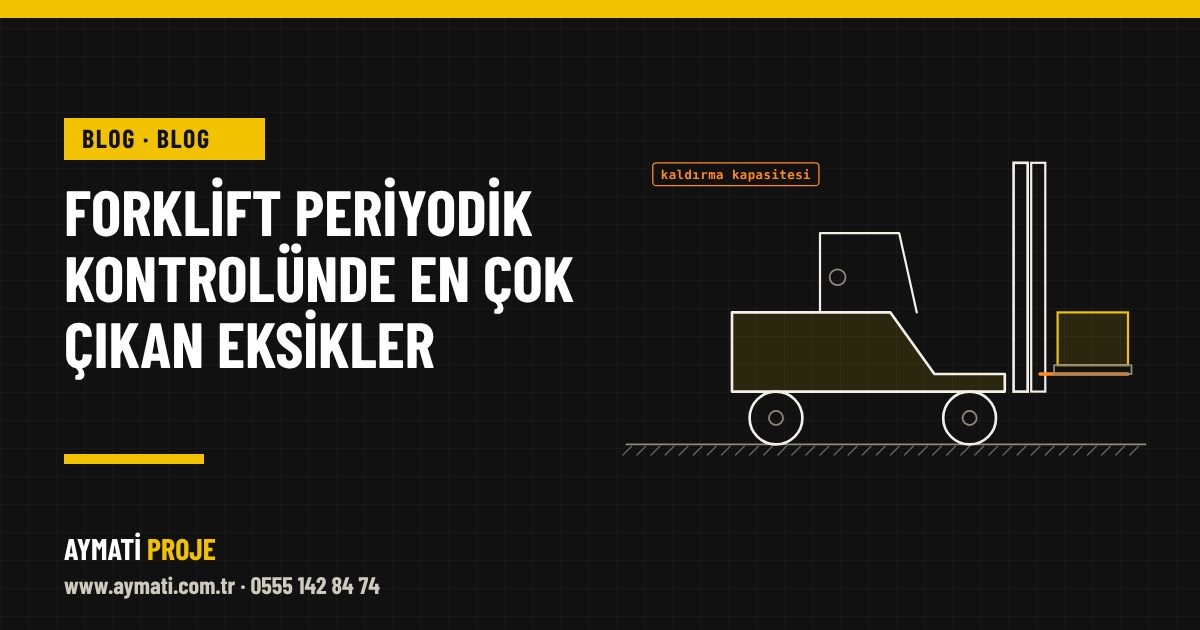 BLOG · BLOG
FORKLİFT PERİYODİK
KONTROLÜNDE EN ÇOK
ÇIKAN EKSİKLER
kaldırma kapasitesi
AYMATİ PROJE
www.aymati.com.tr · 0555 142 84 74